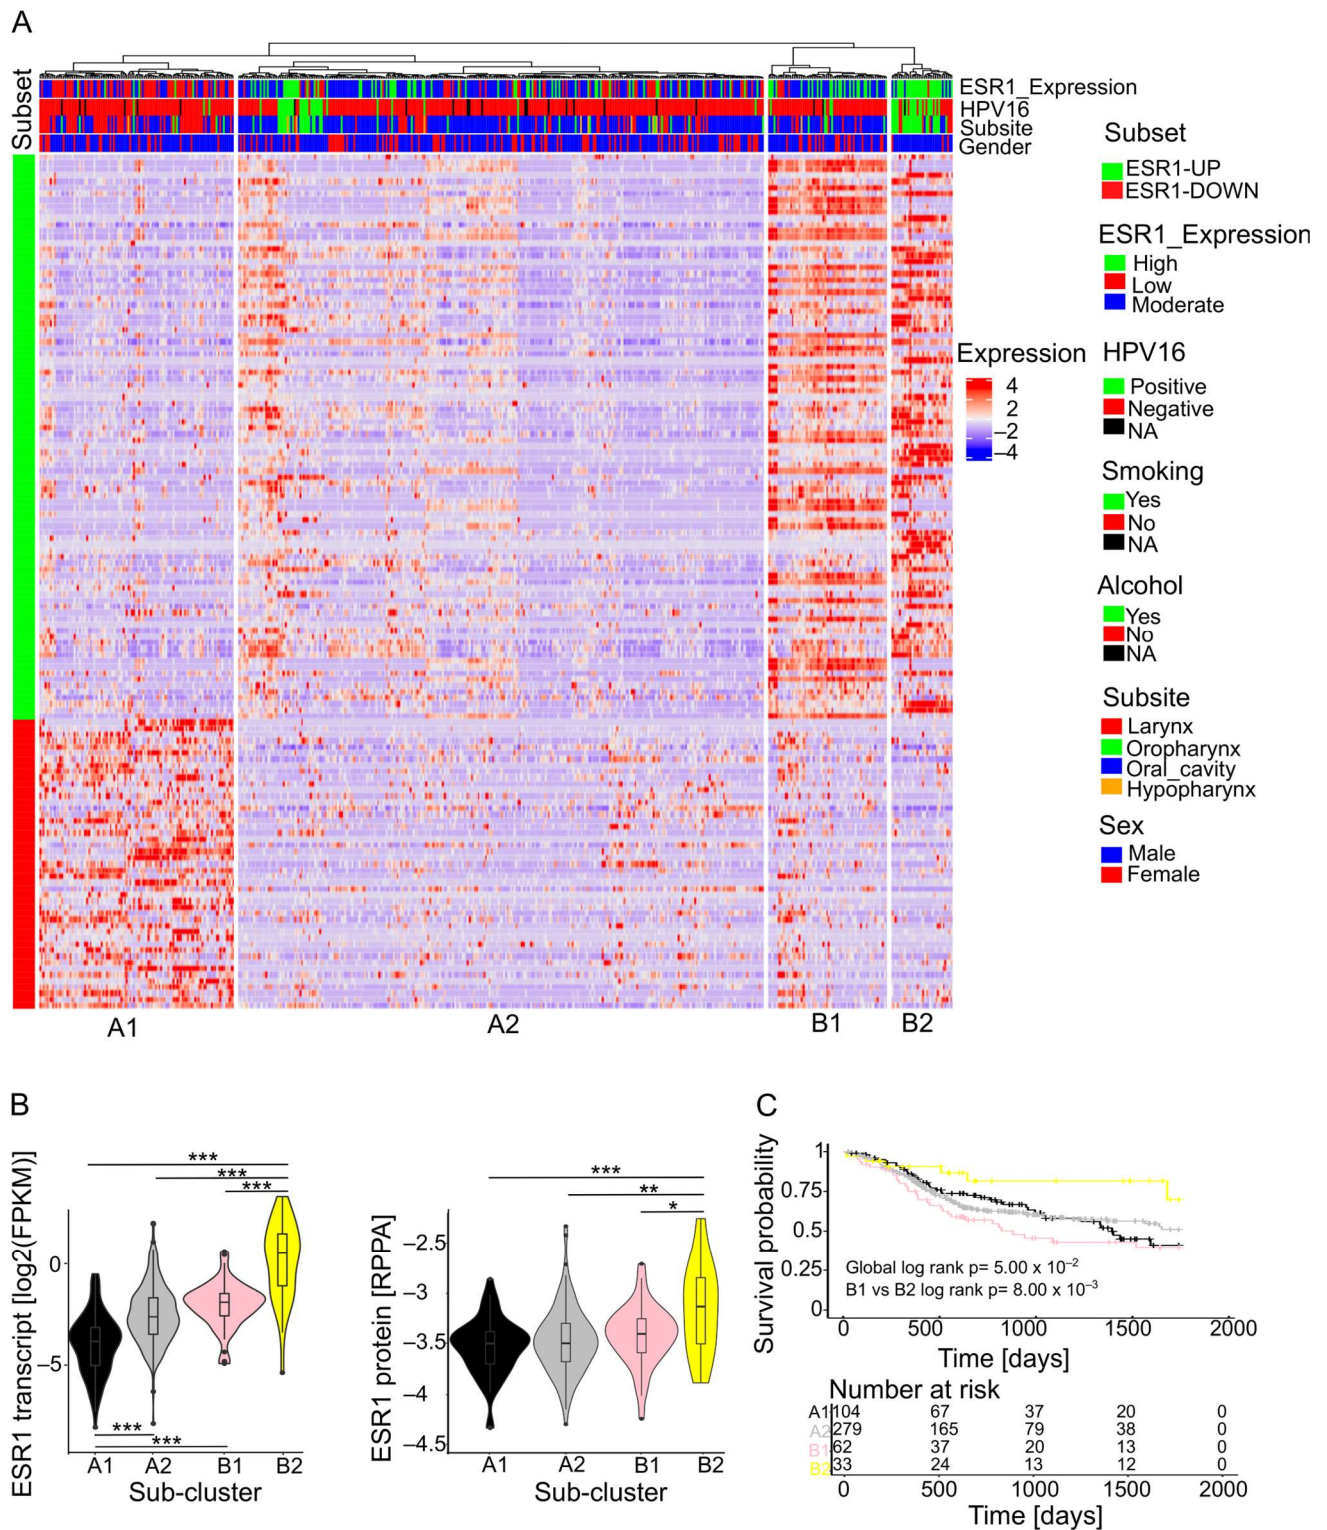 A
Subset
ESR1_Expression
HPV16
Subsite
Gender
Subset
ESR1-UP
ESR1-DOWN
ESR1_Expression
High
Low
Moderate
Expression
4
2
−2
−4
HPV16
Positive
Negative
NA
Smoking
Yes
No
NA
Alcohol
Yes
No
NA
Subsite
Larynx
Oropharynx
Oral_cavity
Hypopharynx
Sex
Male
Female
A1 A2 B1 B2
B
ESR1 transcript [log2(FPKM)]
***
***
***
0
−5
***
***
A1 A2 B1 B2
Sub-cluster
ESR1 protein [RPPA]
***
**
*
−2.5
−3
−3.5
−4
−4.5
A1 A2 B1 B2
Sub-cluster
C
Survival probability
1
0.75
0.5
0.25
0
Global log rank p= 5.00 x 10⁻²
B1 vs B2 log rank p= 8.00 x 10⁻³
0 500 1000 1500 2000
Time [days]
Number at risk
A1 104 67 37 20 0
A2 279 165 79 38 0
B1 62 37 20 13 0
B2 33 24 13 12 0
0 500 1000 1500 2000
Time [days]